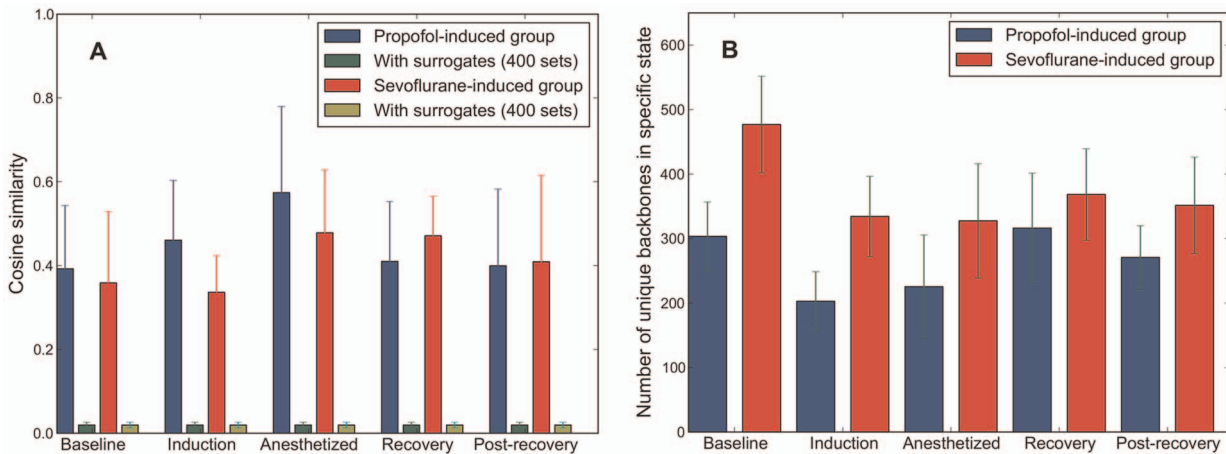 A
Cosine similarity
1.0
0.8
0.6
0.4
0.2
0.0
Propofol-induced group
With surrogates (400 sets)
Sevoflurane-induced group
With surrogates (400 sets)
Baseline Induction Anesthetized Recovery Post-recovery
B
Number of unique backbones in specific state
600
500
400
300
200
100
0
Propofol-induced group
Sevoflurane-induced group
Baseline Induction Anesthetized Recovery Post-recovery